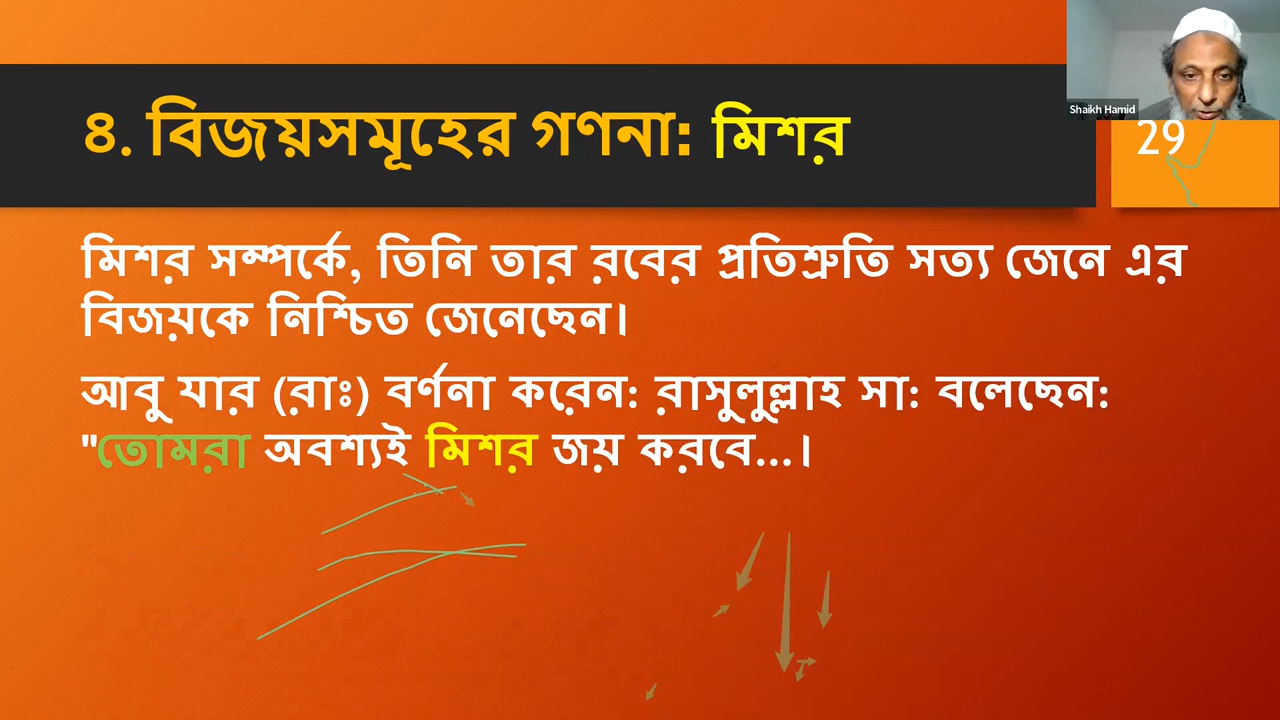 Shaikh Hamid
৪. বিজয়সমূহের গণনা: মিশর
29
মিশর সম্পর্কে, তিনি তার রবের প্রতিশ্রুতি সত্য জেনে এর
বিজয়কে নিশ্চিত জেনেছেন।
আবু যার (রাঃ) বর্ণনা করেন: রাসুলুল্লাহ সা: বলেছেন:
"তোমরা অবশ্যই মিশর জয় করবে...।